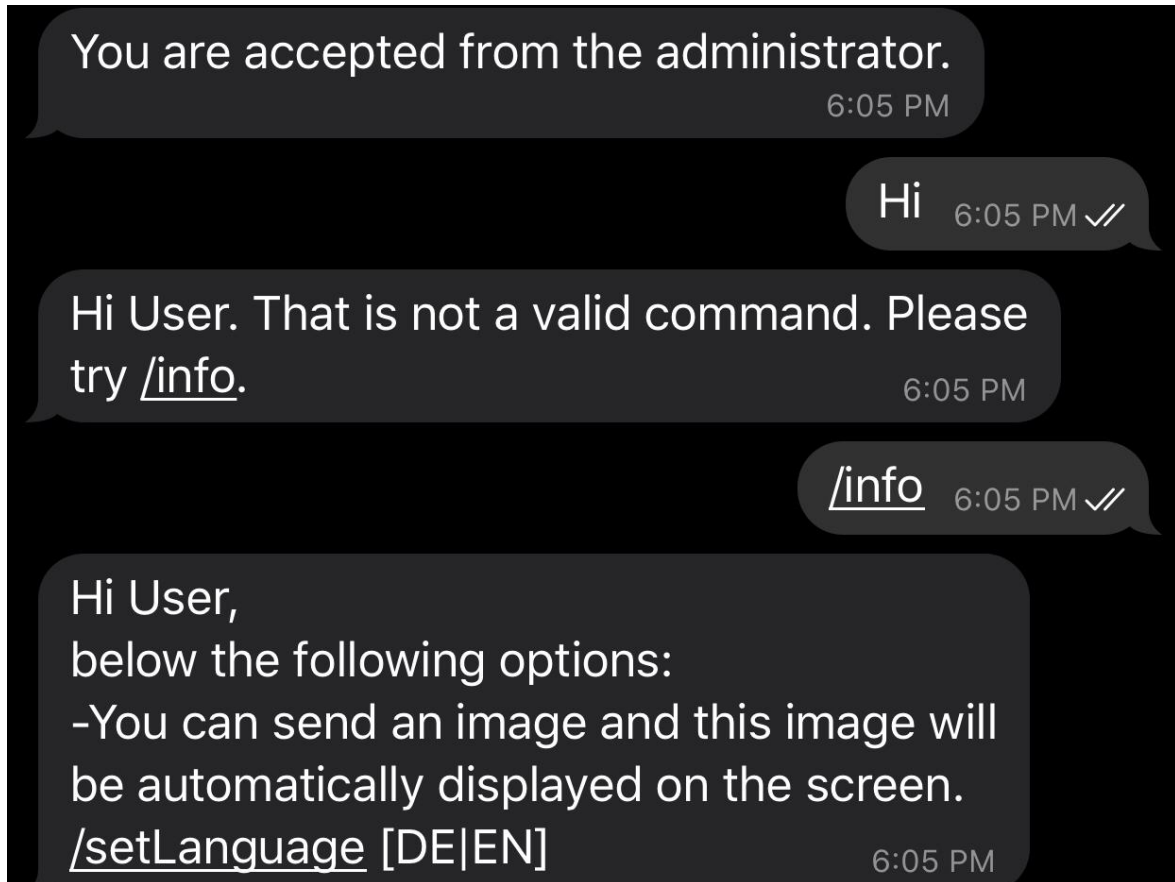 You are accepted from the administrator.
6:05 PM
Hi 6:05 PM
Hi User. That is not a valid command. Please
try /info. 6:05 PM
/info 6:05 PM
Hi User,
below the following options:
-You can send an image and this image will
be automatically displayed on the screen.
/setLanguage [DE|EN] 6:05 PM